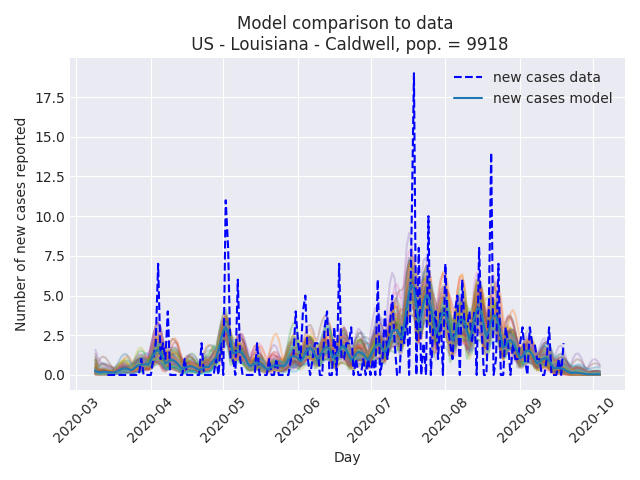 Model comparison to data
US - Louisiana - Caldwell, pop. = 9918
new cases data
new cases model
Number of new cases reported
17.5
15.0
12.5
10.0
7.5
5.0
2.5
0.0
2020-03
2020-04
2020-05
2020-06
2020-07
2020-08
2020-09
2020-10
Day